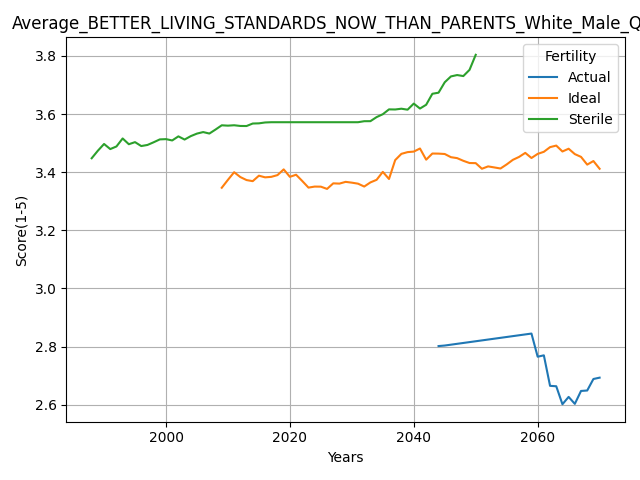 Average_BETTER_LIVING_STANDARDS_NOW_THAN_PARENTS_White_Male_Q
Fertility
Actual
Ideal
Sterile
Score(1-5)
3.8
3.6
3.4
3.2
3.0
2.8
2.6
2000
2020
2040
2060
Years